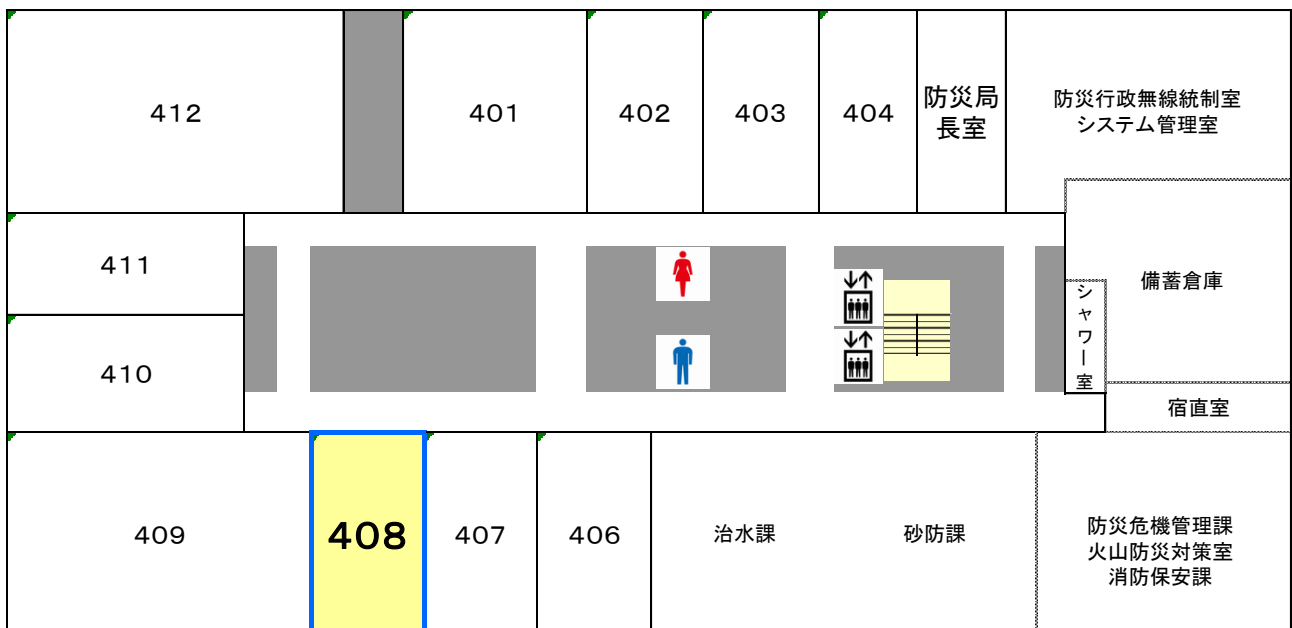 412
401
402
403
404
防災局
長室
防災行政無線統制室
システム管理室
411
備蓄倉庫
シャワー室
410
宿直室
409
408
407
406
治水課
砂防課
防災危機管理課
火山防災対策室
消防保安課